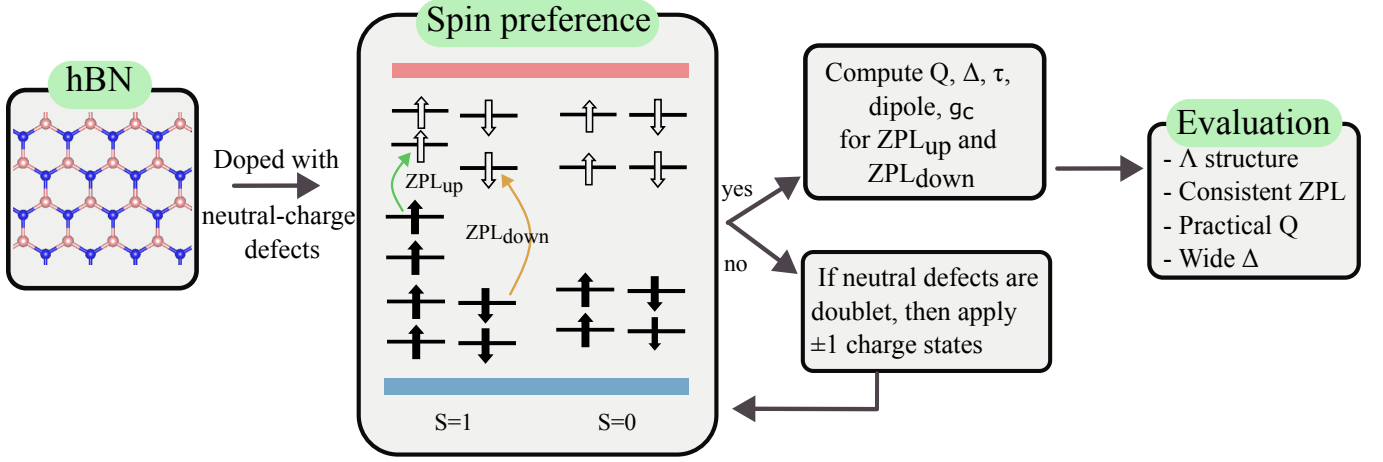 hBN
Doped with
neutral-charge
defects
Spin preference
ZPLup
ZPLdown
S=1
S=0
yes
no
Compute Q, Δ, τ,
dipole, gc
for ZPLup and
ZPLdown
If neutral defects are
doublet, then apply
±1 charge states
Evaluation
- Λ structure
- Consistent ZPL
- Practical Q
- Wide Δ